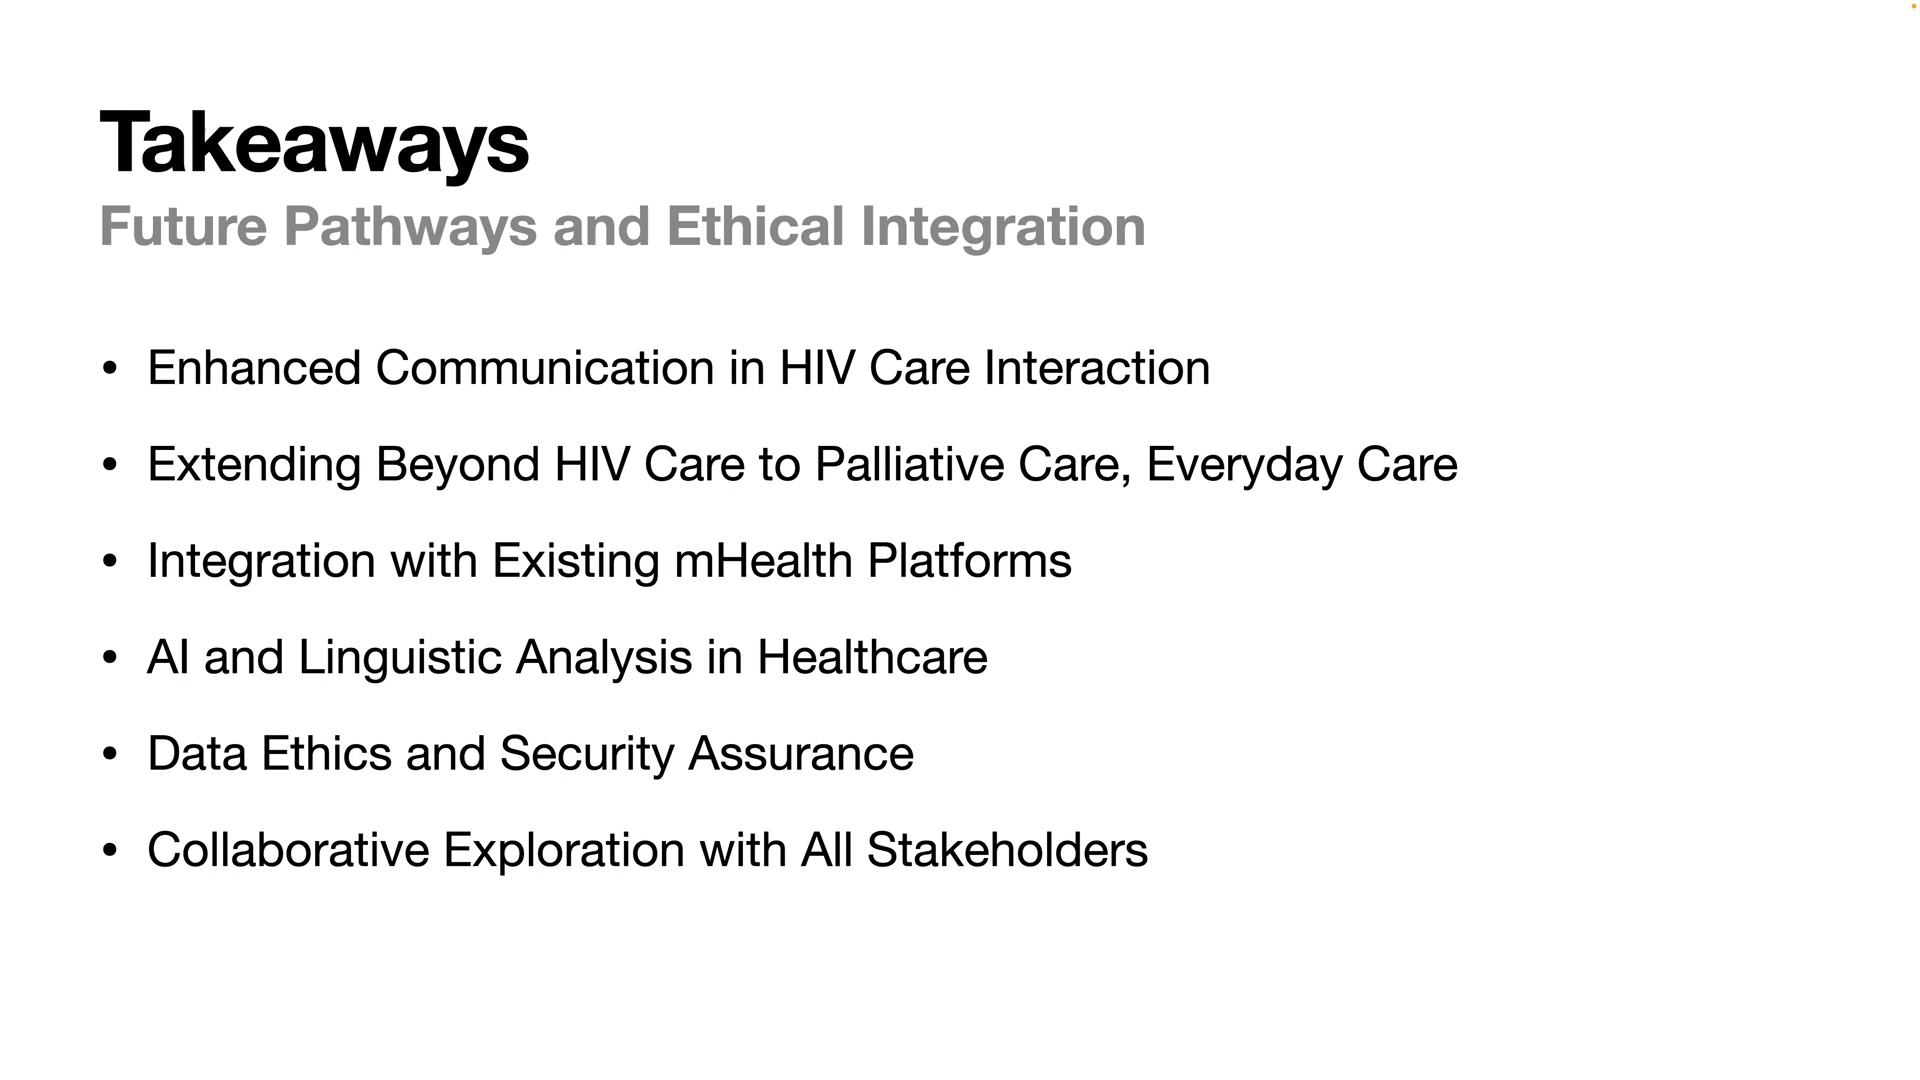 Takeaways
Future Pathways and Ethical Integration
• Enhanced Communication in HIV Care Interaction
• Extending Beyond HIV Care to Palliative Care, Everyday Care
• Integration with Existing mHealth Platforms
• AI and Linguistic Analysis in Healthcare
• Data Ethics and Security Assurance
• Collaborative Exploration with All Stakeholders